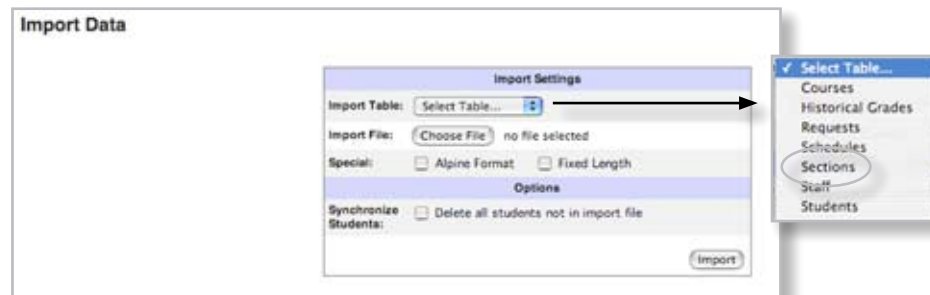 Import Data
Import Settings
Import Table: Select Table...
Import File: Choose File no file selected
Special: Alpine Format Fixed Length
Options
Synchronize Students: Delete all students not in import file
Import
✓ Select Table...
Courses
Historical Grades
Requests
Schedules
Sections
Staff
Students